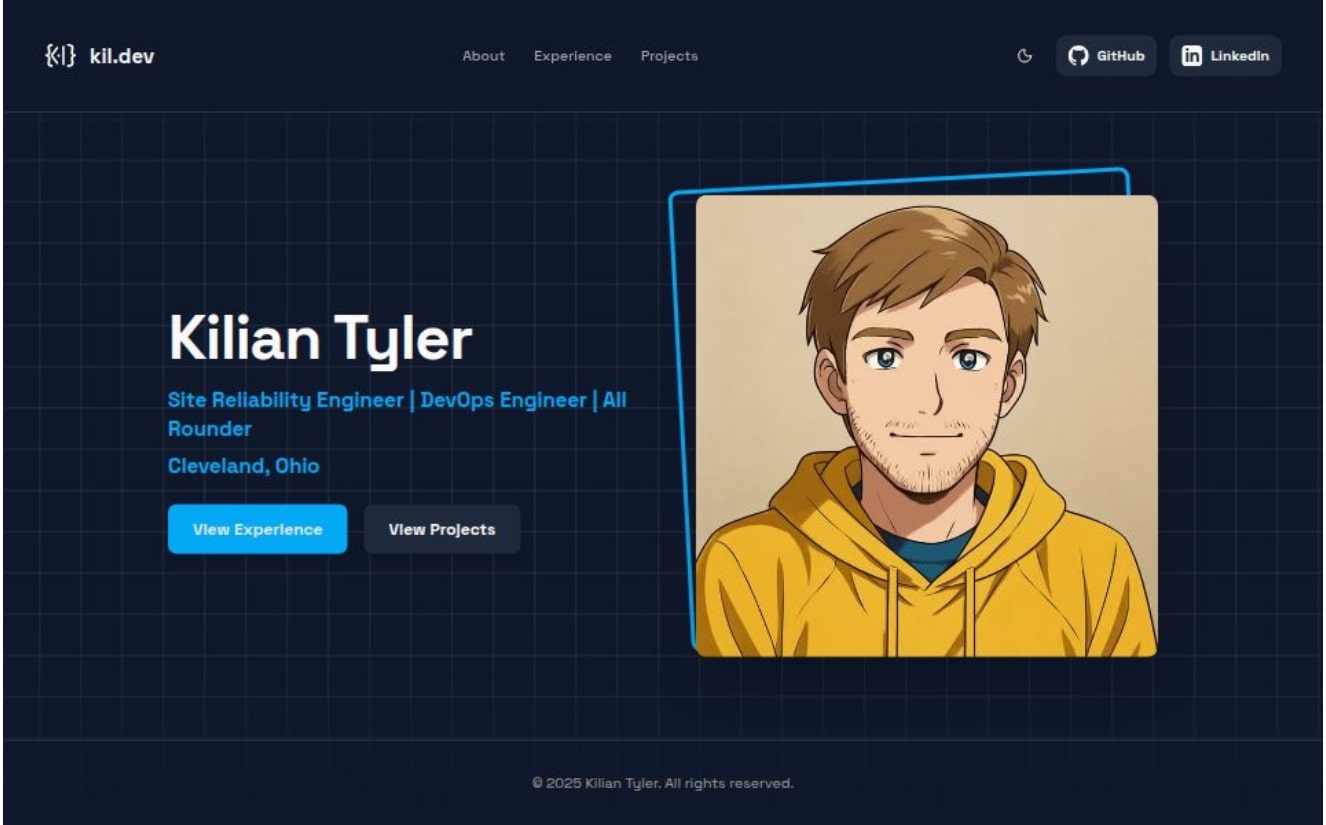 {<|} kil.dev
About
Experience
Projects
GitHub
LinkedIn
Kilian Tyler
Site Reliability Engineer | DevOps Engineer | All
Rounder
Cleveland, Ohio
View Experience
View Projects
© 2025 Kilian Tyler. All rights reserved.